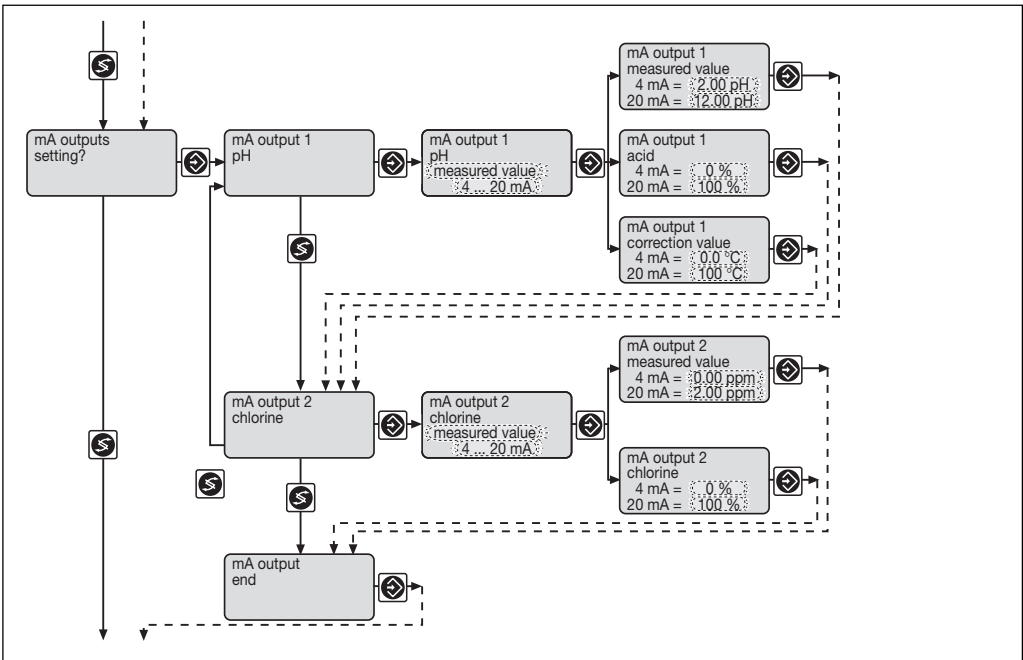 mA outputs
setting?
mA output 1
pH
mA output 1
pH
measured value
4 ... 20 mA
mA output 1
measured value
4 mA = 2.00 pH
20 mA = 12.00 pH
mA output 1
acid
4 mA = 0 %
20 mA = 100 %
mA output 1
correction value
4 mA = 0.0 °C
20 mA = 100 °C
mA output 2
chlorine
mA output 2
chlorine
measured value
4 ... 20 mA
mA output 2
measured value
4 mA = 0.00 ppm
20 mA = 2.00 ppm
mA output 2
chlorine
4 mA = 0 %
20 mA = 100 %
mA output
end